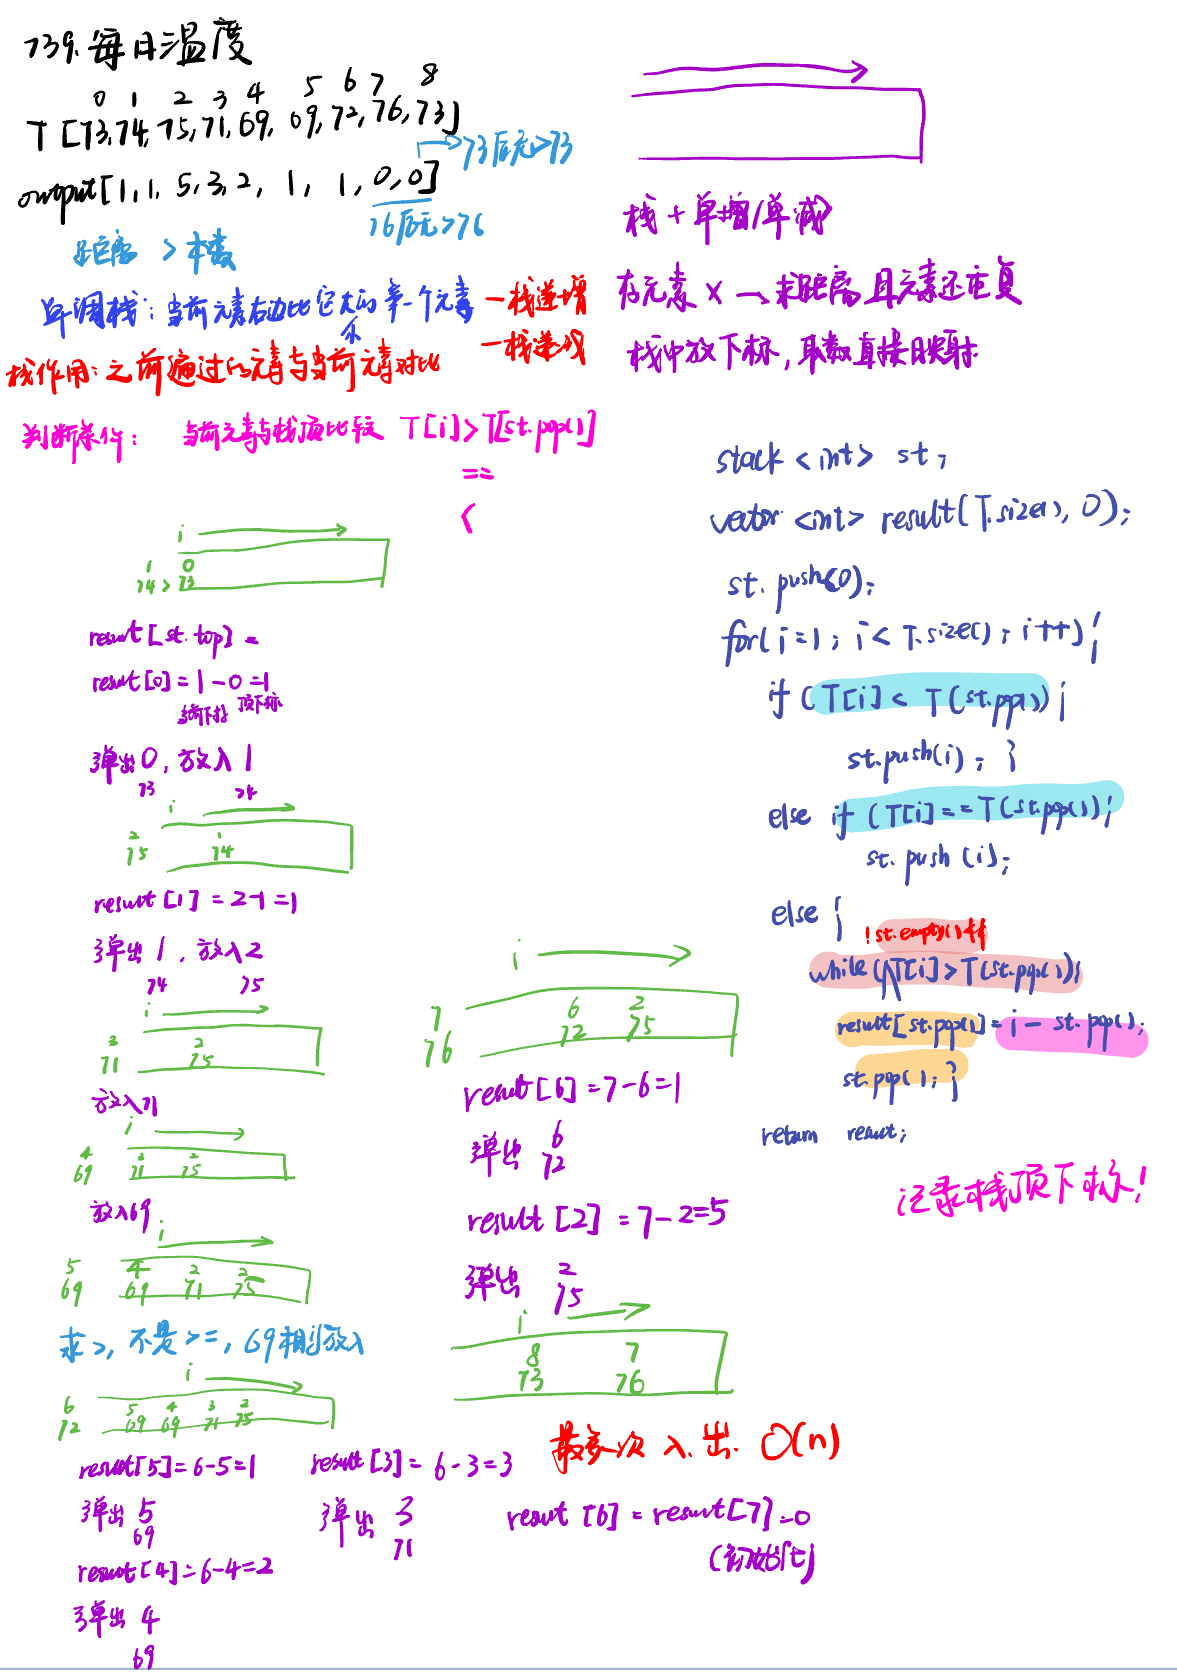 739.每日温度
0 1 2 3 4 5 6 7 8
T [73,74,75,71,69,69,72,76,73]
→73后无>73
output[1,1,5,3,2,1,1,0,0]
76后无>76
距离 >
单调栈:当前元素右边比它大的第一个元素 —栈递增
小 —栈递减
栈作用:之前遍过的元素与当前元素对比
判断条件: 当前元素与栈顶比较 T[i]>T[st.pop()]
==
<
i
1 0
74 > 73
result[st.top] =
result[0]=1-0=1
当前下标 顶下标
弹出0,放入1
73 74
i
2 1
75 74
result[1]=2-1=1
弹出1,放入2
74 75
i
3 2
71 75
放入71
i
4 3 2
69 71 75
放入69
i
5 4 2 2
69 69 71 75
求>,不是>=,69相等放入
i
6 5 4 3 2
72 69 69 71 75
result[5]=6-5=1
弹出5
69
result[4]=6-4=2
弹出4
69
result[3]=6-3=3
弹出3
71
i
7 6 2
76 72 75
result[6]=7-6=1
弹出6
72
result[2]=7-2=5
弹出2
75
i
8 7
73 76
最多次入.出. O(n)
result[6]=result[7]=0
(初始值)
栈+单增/单减
存元素× →求距离且元素还重复
栈中放下标,取数直接映射
stack<int> st;
vector<int> result(T.size(), 0);
st.push(0);
for(i=1; i<T.size(); i++){
if (T[i]<T(st.pop()){
st.push(i); }
else if (T[i]==T(st.pop()){
st.push(i);
else {
!st.empty()&&
while(T[i]>T(st.pop()){
result[st.pop()]=i-st.pop();
st.pop(); }
return result;
记录栈顶下标!